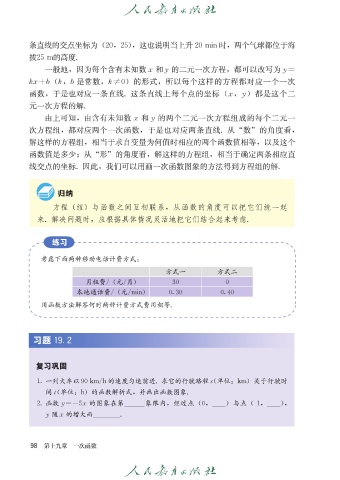 人民教育出版社
条直线的交点坐标为（20，25），这也说明当上升 20 min 时，两个气球都位于海
拔25 m的高度.
一般地，因为每个含有未知数 x 和 y 的二元一次方程，都可以改写为 y＝
kx＋b（k，b 是常数，k≠0）的形式，所以每个这样的方程都对应一个一次
函数，于是也对应一条直线. 这条直线上每个点的坐标（x，y）都是这个二
元一次方程的解.
由上可知，由含有未知数 x 和 y 的两个二元一次方程组成的每个二元一
次方程组，都对应两个一次函数，于是也对应两条直线. 从“数”的角度看，
解这样的方程组，相当于求自变量为何值时相应的两个函数值相等，以及这个
函数值是多少；从“形”的角度看，解这样的方程组，相当于确定两条相应直
线交点的坐标. 因此，我们可以用画一次函数图象的方法得到方程组的解.
归纳
方程（组）与函数之间互相联系，从函数的角度可以把它们统一起
来. 解决问题时，应根据具体情况灵活地把它们结合起来考虑.
练习
考虑下面两种移动电话计费方式：
方式一 方式二
月租费/（元/月） 30 0
本地通话费/（元/min） 0.30 0.40
用函数方法解答何时两种计费方式费用相等.
习题 19. 2
复习巩固
1. 一列火车以 90 km/h 的速度匀速前进. 求它的行驶路程 s(单位：km) 关于行驶时
间 t(单位：h) 的函数解析式，并画出函数图象.
2. 函数 y＝－5x 的图象在第______象限内，经过点（0，____）与点（1，____），
y 随 x 的增大而________.
98 第十九章 一次函数
人民教育出版社